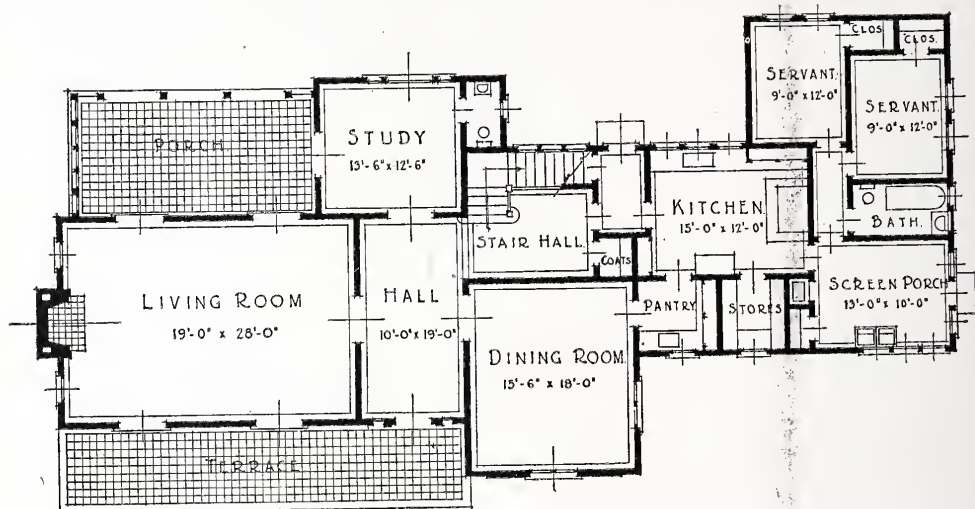 CLOS
CLOS.
SERVANT.
9'-0" x 12'-0"
SERVANT.
9'-0" x 12'-0"
PORCH
STUDY
13'-6" x 12'-6"
KITCHEN
15'-0" x 12'-0"
BATH.
STAIR HALL
COATS
SCREEN PORCH
13'-0" x 10'-0"
LIVING ROOM
19'-0" x 28'-0"
HALL
10'-0" x 19'-0"
PANTRY
STORES
DINING ROOM
15'-6" x 18'-0"
TERRACE